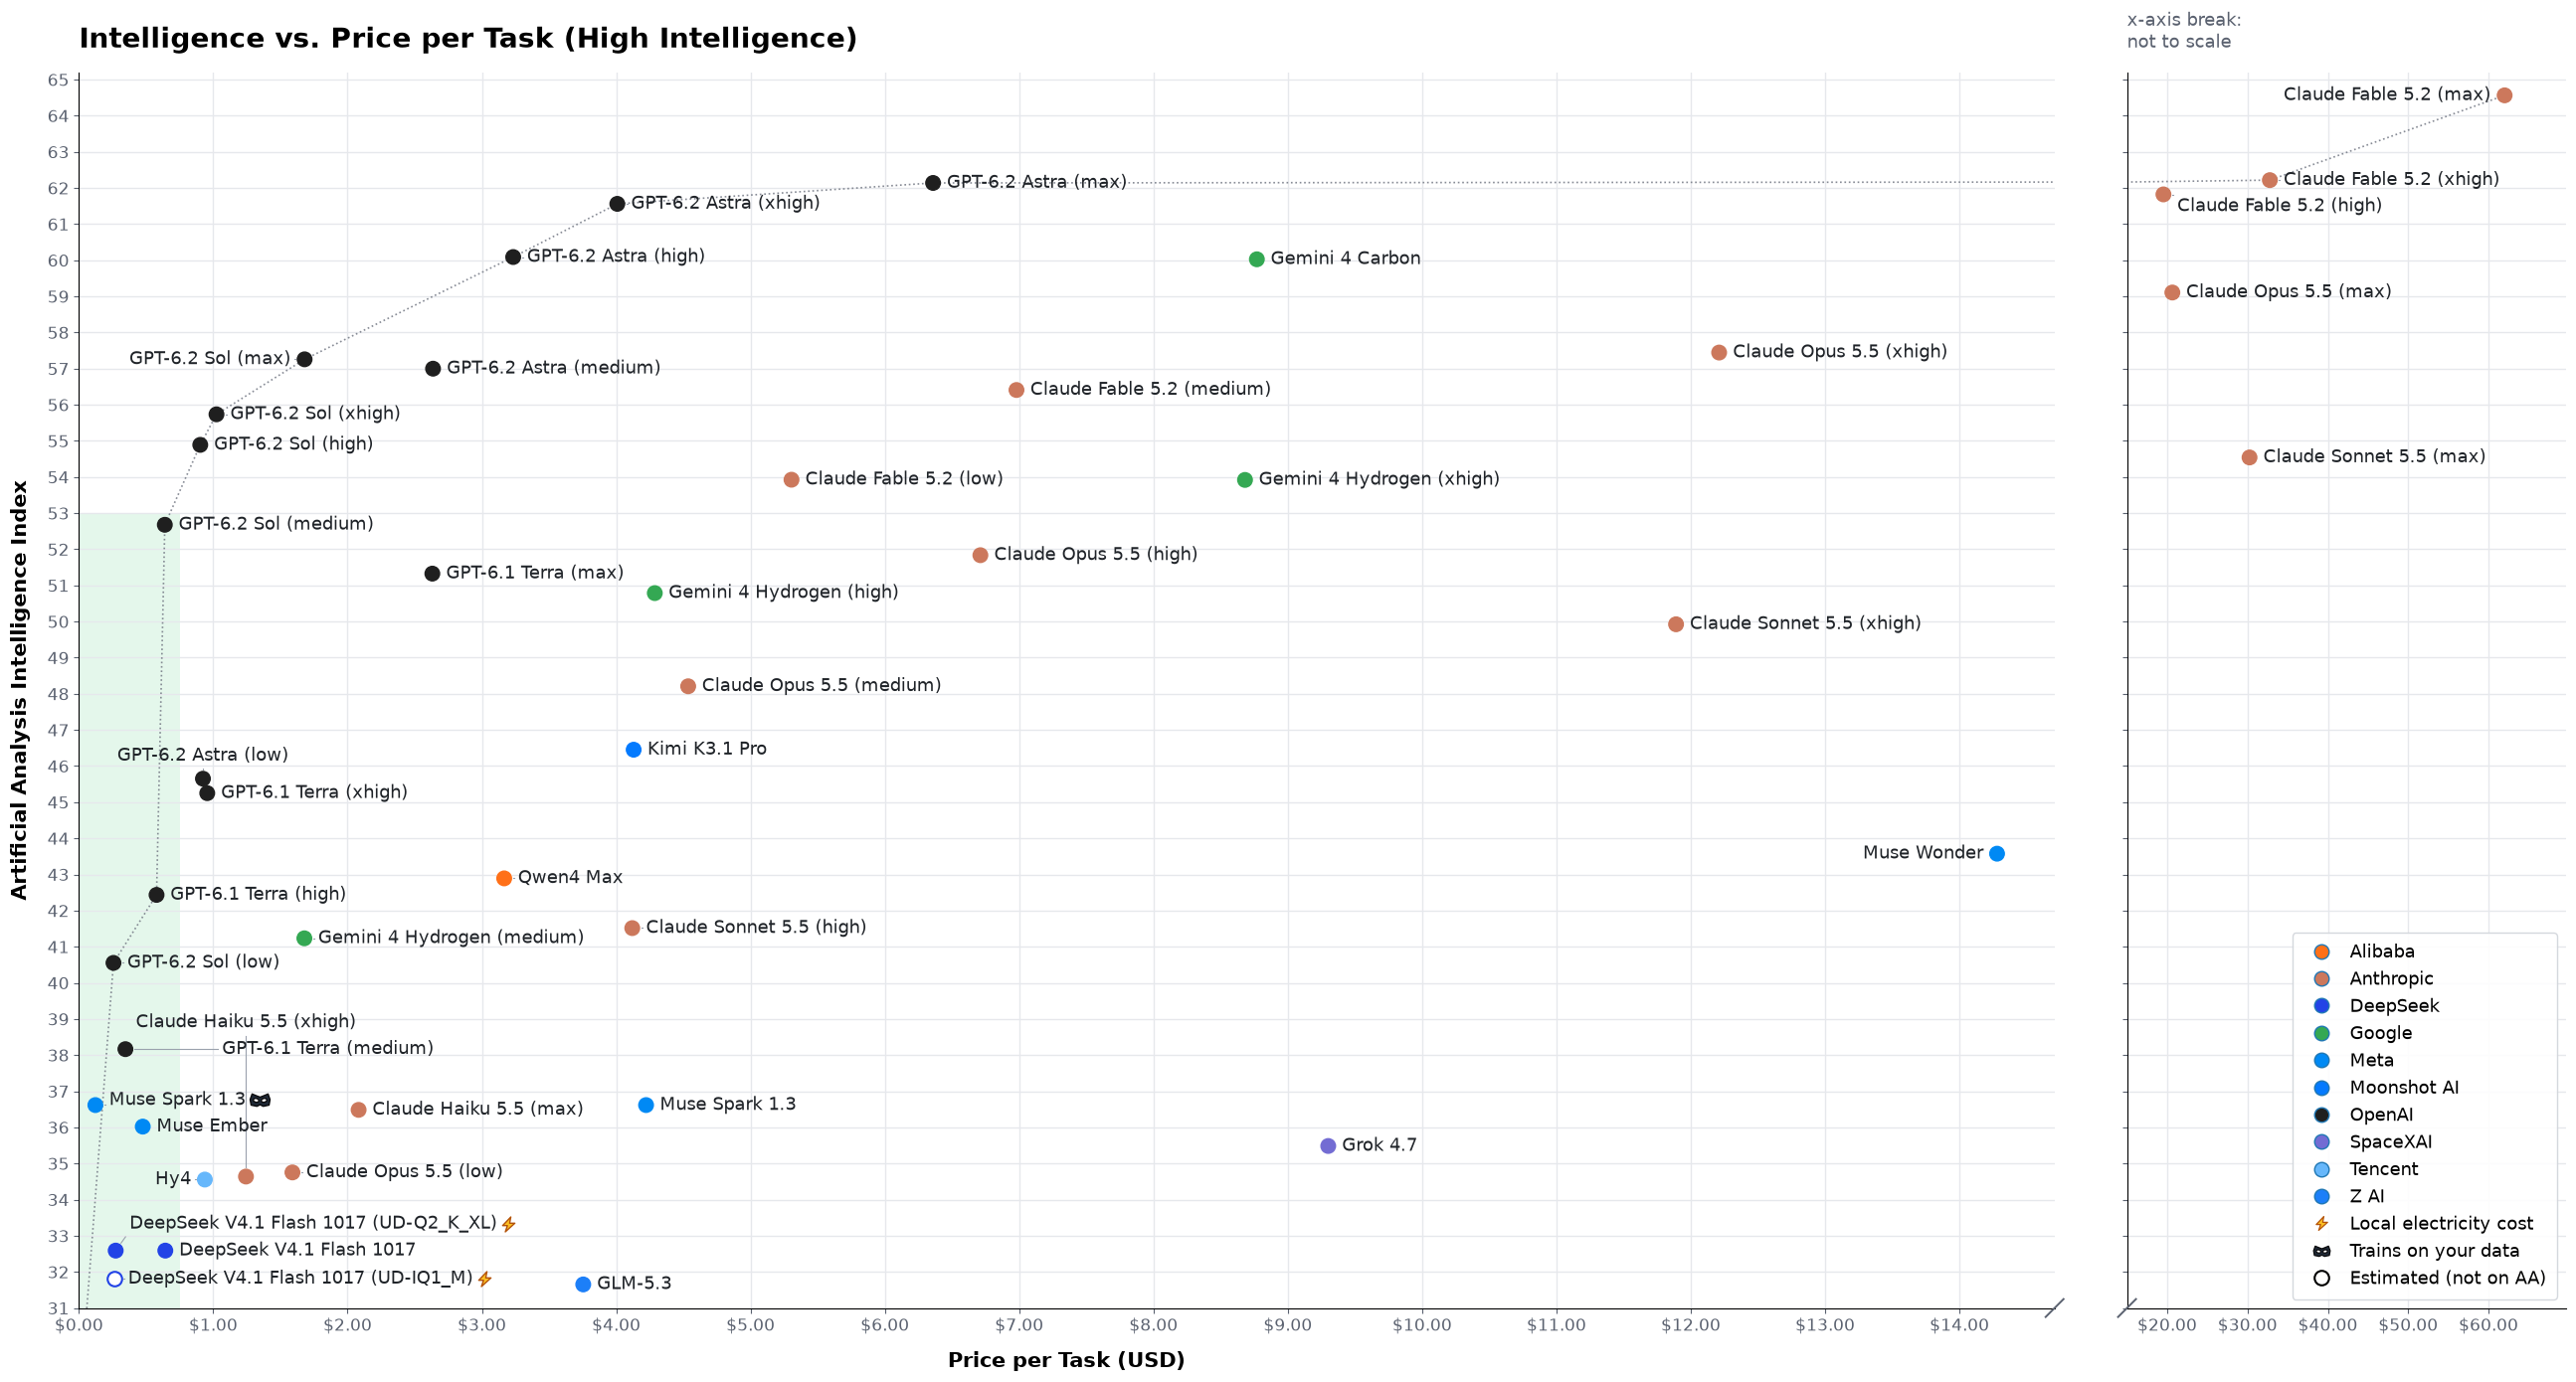 Intelligence vs. Price per Task (High Intelligence)
x-axis break:
not to scale
Artificial Analysis Intelligence Index
65
64
63
62
61
60
59
58
57
56
55
54
53
52
51
50
49
48
47
46
45
44
43
42
41
40
39
38
37
36
35
34
33
32
31
Claude Fable 5.2 (max)
GPT-6.2 Astra (max)
Claude Fable 5.2 (xhigh)
GPT-6.2 Astra (xhigh)
Claude Fable 5.2 (high)
GPT-6.2 Astra (high)
Gemini 4 Carbon
Claude Opus 5.5 (max)
GPT-6.2 Sol (max)
GPT-6.2 Astra (medium)
Claude Opus 5.5 (xhigh)
Claude Fable 5.2 (medium)
GPT-6.2 Sol (xhigh)
GPT-6.2 Sol (high)
Claude Sonnet 5.5 (max)
Claude Fable 5.2 (low)
Gemini 4 Hydrogen (xhigh)
GPT-6.2 Sol (medium)
Claude Opus 5.5 (high)
GPT-6.1 Terra (max)
Gemini 4 Hydrogen (high)
Claude Sonnet 5.5 (xhigh)
Claude Opus 5.5 (medium)
Kimi K3.1 Pro
GPT-6.2 Astra (low)
GPT-6.1 Terra (xhigh)
Muse Wonder
Qwen4 Max
GPT-6.1 Terra (high)
Claude Sonnet 5.5 (high)
Gemini 4 Hydrogen (medium)
GPT-6.2 Sol (low)
Claude Haiku 5.5 (xhigh)
GPT-6.1 Terra (medium)
Muse Spark 1.3
Claude Haiku 5.5 (max)
Muse Spark 1.3
Muse Ember
Grok 4.7
Claude Opus 5.5 (low)
Hy4
DeepSeek V4.1 Flash 1017 (UD-Q2_K_XL)
DeepSeek V4.1 Flash 1017
DeepSeek V4.1 Flash 1017 (UD-IQ1_M)
GLM-5.3
Alibaba
Anthropic
DeepSeek
Google
Meta
Moonshot AI
OpenAI
SpaceXAI
Tencent
Z AI
Local electricity cost
Trains on your data
Estimated (not on AA)
$0.00
$1.00
$2.00
$3.00
$4.00
$5.00
$6.00
$7.00
$8.00
$9.00
$10.00
$11.00
$12.00
$13.00
$14.00
$20.00
$30.00
$40.00
$50.00
$60.00
Price per Task (USD)